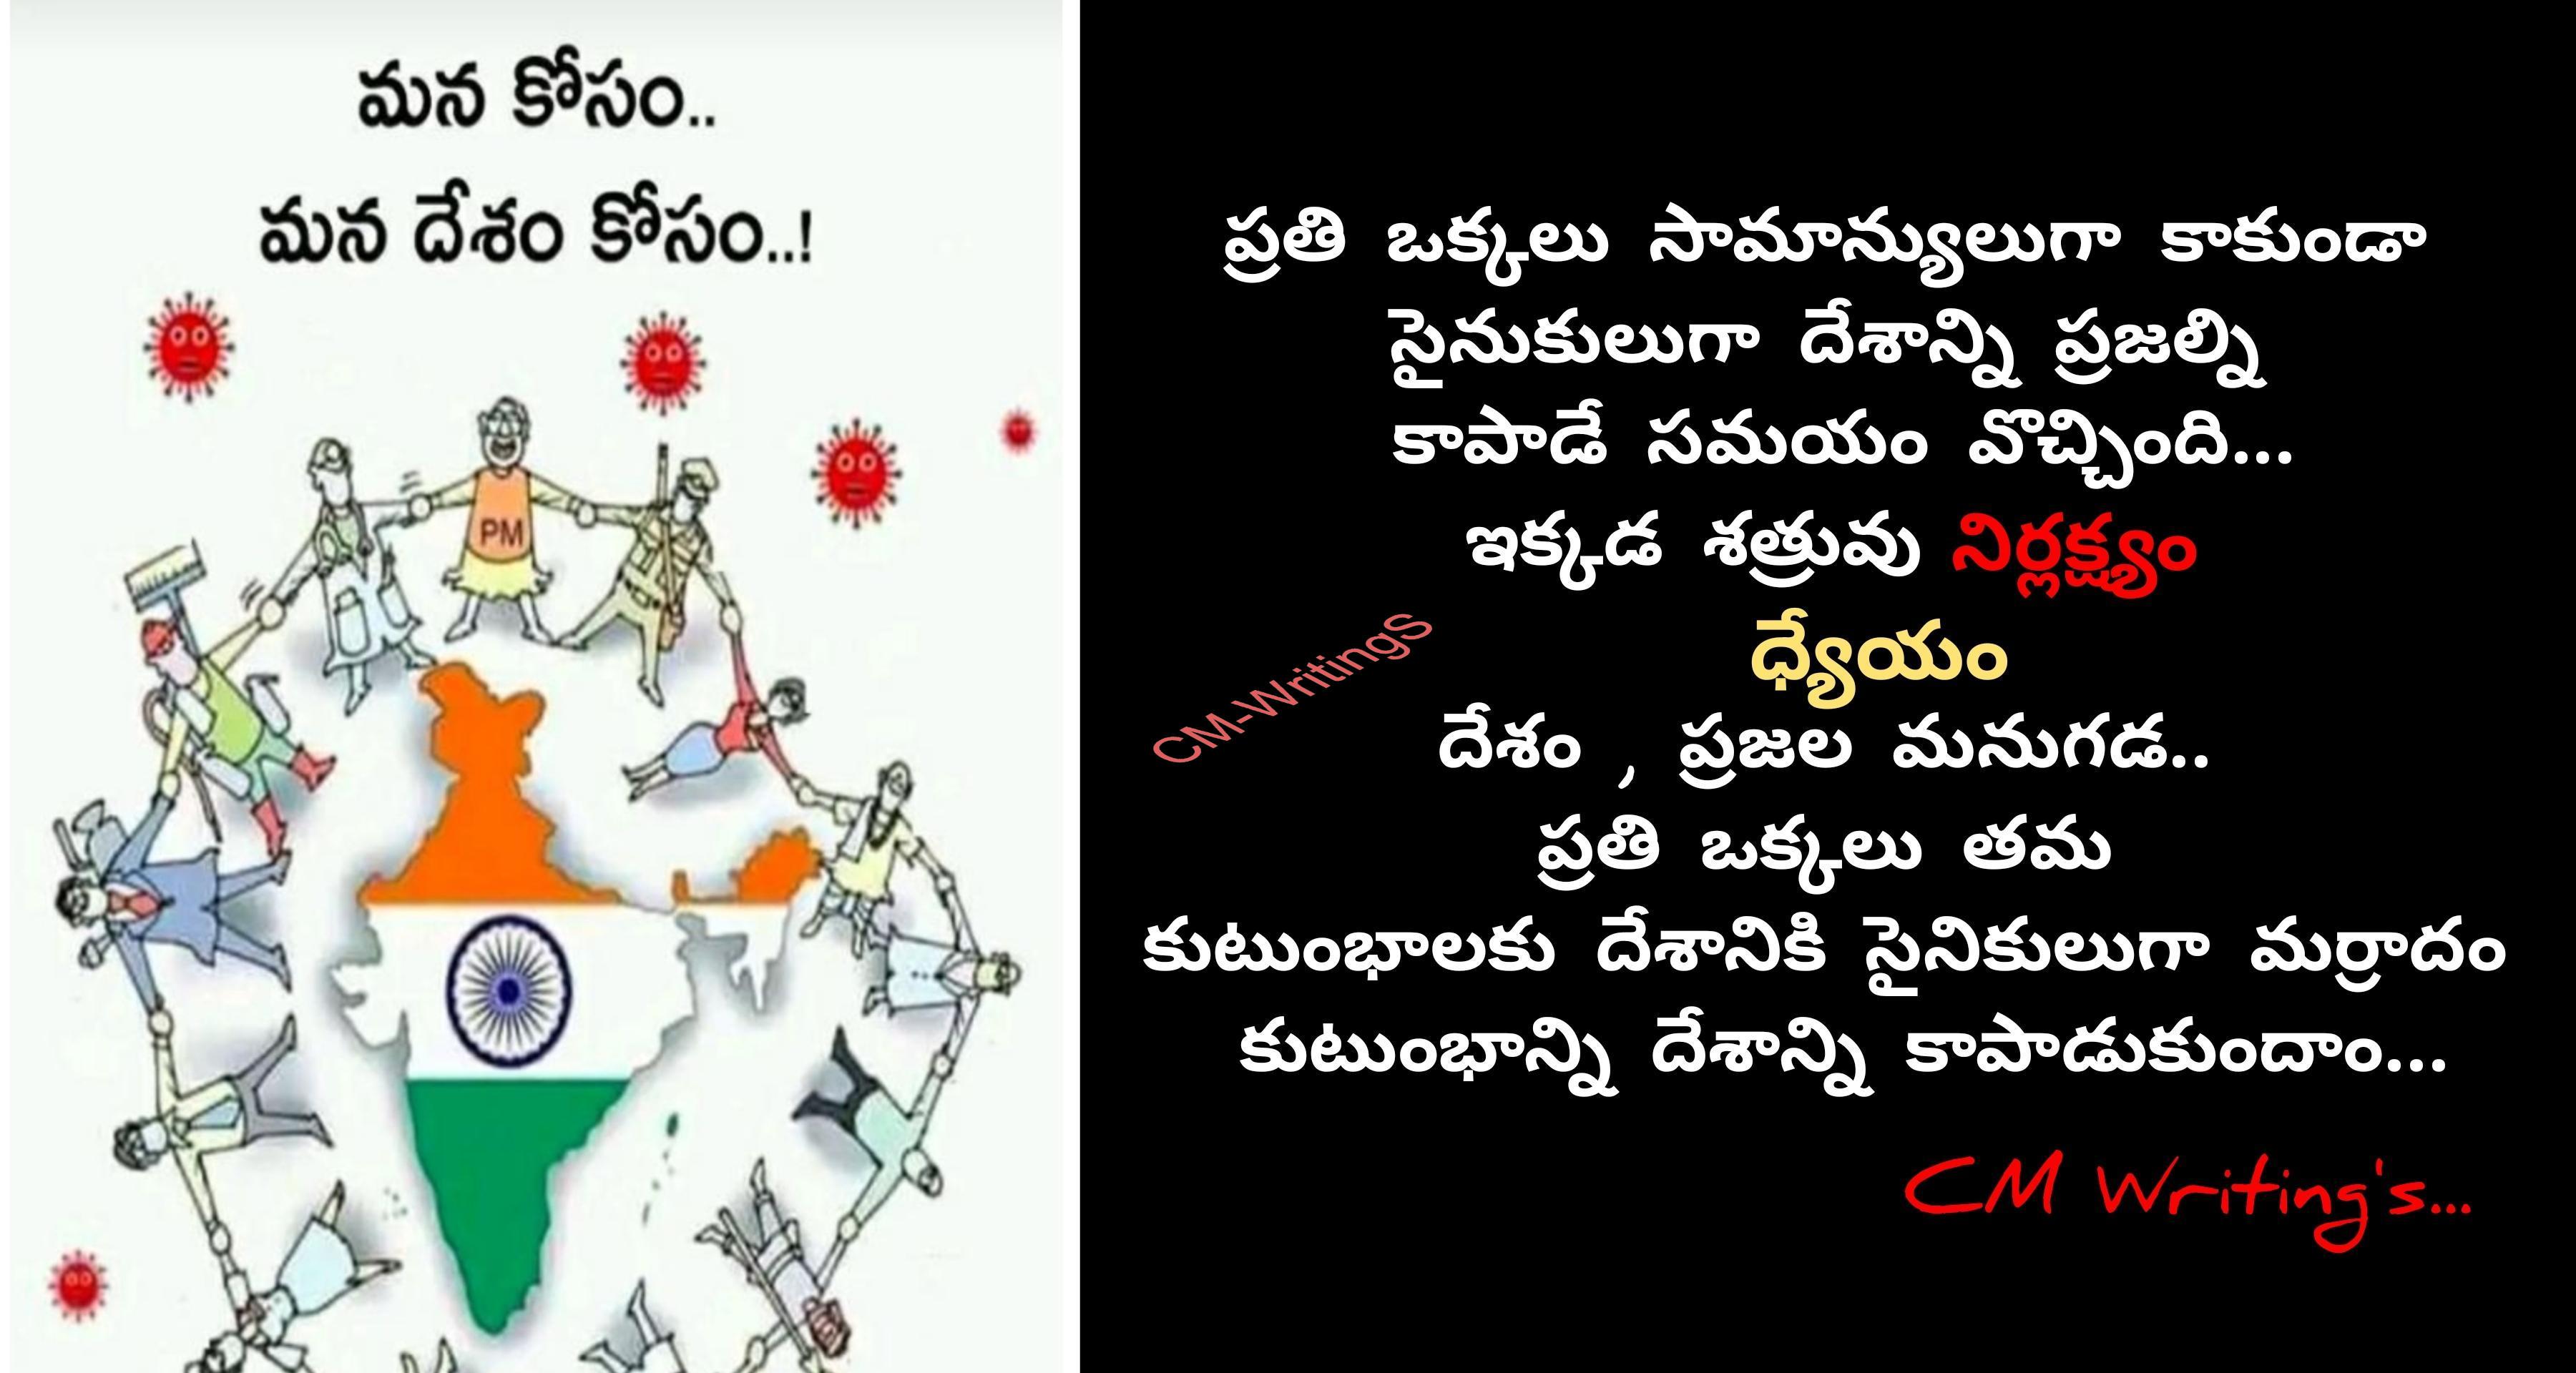 మన కోసం..
మన దేశం కోసం..!
PM
ప్రతి ఒక్కలు సామాన్యులుగా కాకుండా
సైనుకులుగా దేశాన్ని ప్రజల్ని
కాపాడే సమయం వొచ్చింది...
ఇక్కడ శత్రువు నిర్లక్ష్యం
ధ్యేయం
దేశం , ప్రజల మనుగడ..
ప్రతి ఒక్కలు తమ
కుటుంభాలకు దేశానికి సైనికులుగా మర్రాదం
కుటుంభాన్ని దేశాన్ని కాపాడుకుందాం...
CM-WritingS
CM Writing's...